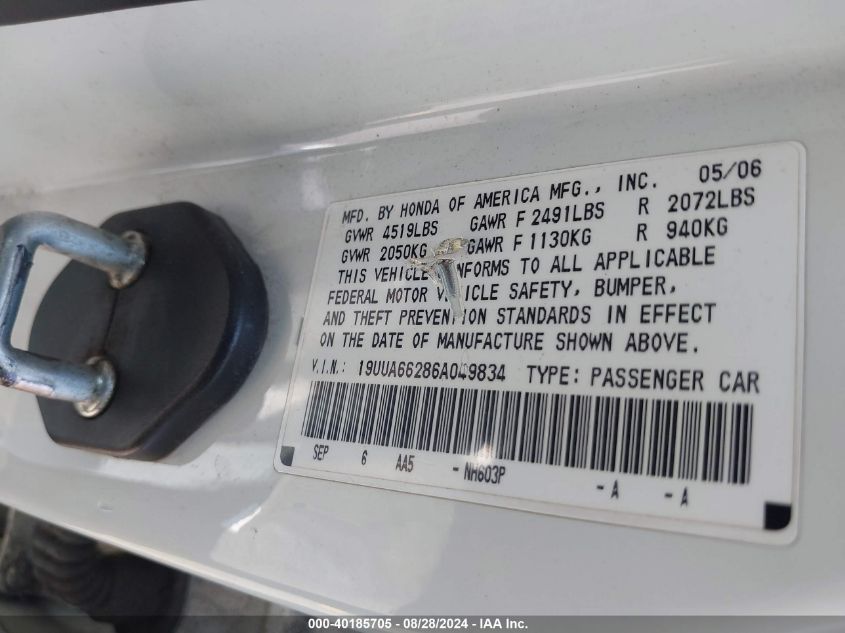 MFD. BY HONDA OF AMERICA MFG., INC. 05/06
GVWR 4519LBS GAWR F 2491LBS R 2072LBS
GVWR 2050KG GAWR F 1130KG R 940KG
THIS VEHICLE NFORMS TO ALL APPLICABLE
FEDERAL MOTOR VEHICLE SAFETY, BUMPER,
AND THEFT PREVENTION STANDARDS IN EFFECT
ON THE DATE OF MANUFACTURE SHOWN ABOVE.
V.I.N.: 19UUA66286A049834 TYPE: PASSENGER CAR
SEP 6 AA5 - NH603P - A - A
000-40185705 - 08/28/2024 - IAA Inc.